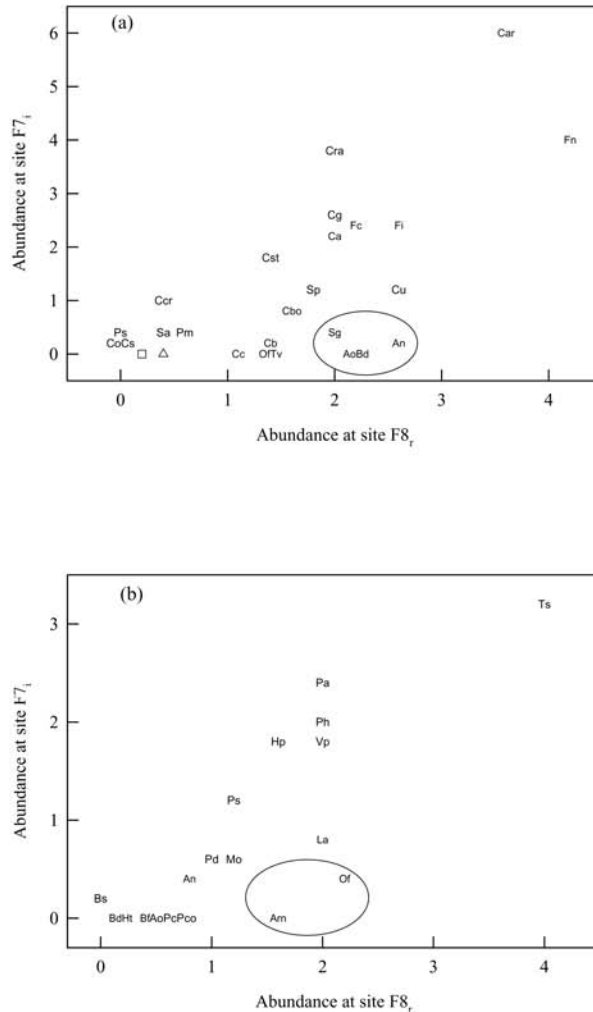 (a)
6
5
4
3
2
1
0
Abundance at site F7i
Car
Fn
Cra
Cg
Fc Fi
Ca
Cst
Sp Cu
Ccr
Cbo
Ps Sa Pm Sg
CoCs Cb An
Cc OfTv AoBd
0 1 2 3 4
Abundance at site F8r
(b)
3
2
1
0
Abundance at site F7i
Ts
Pa
Ph
Hp Vp
Ps
La
Pd Mo
An Of
Bs
BdHt BfAoPcPco Am
0 1 2 3 4
Abundance at site F8r